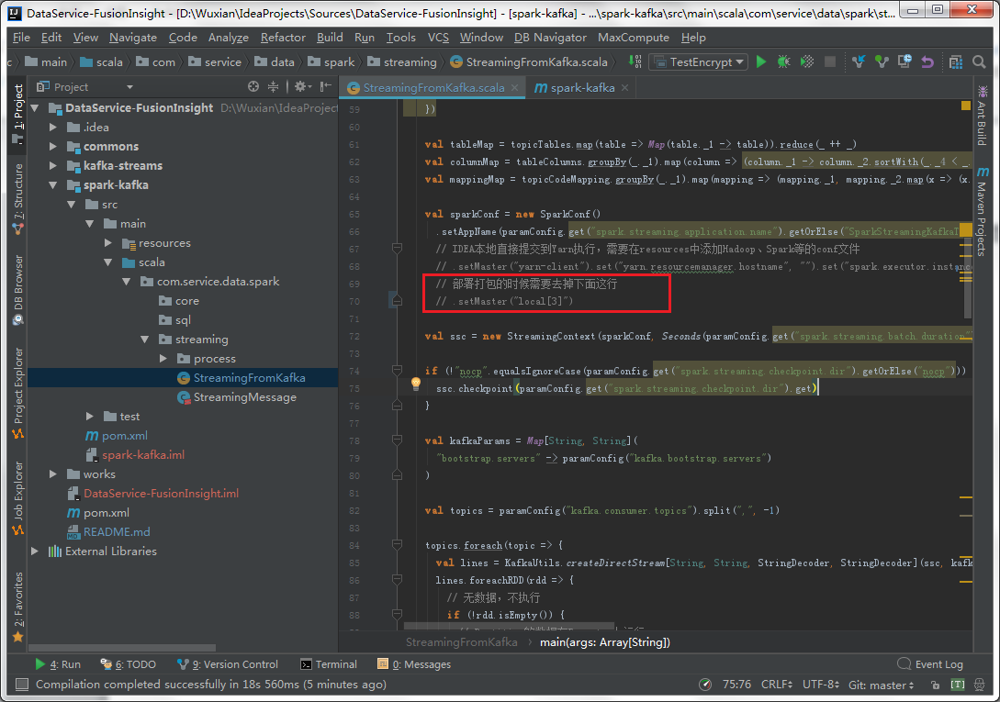 DataService-FusionInsight - [D:\Wuxian\IdeaProjects\Sources\DataService-FusionInsight] - [spark-kafka] - ...\spark-kafka\src\main\scala\com\service\data\spark\st...
File Edit View Navigate Code Analyze Refactor Build Run Tools VCS Window DB Navigator MaxCompute Help
c main scala com service data spark streaming StreamingFromKafka.scala TestEncrypt
Project
StreamingFromKafka.scala
spark-kafka
1: Project
7: Structure
DB Browser
Project Explorer
Job Explorer
2: Favorites
DataService-FusionInsight D:\Wuxian\IdeaProject
.idea
commons
kafka-streams
spark-kafka
src
main
resources
scala
com.service.data.spark
core
sql
streaming
process
StreamingFromKafka
StreamingMessage
test
pom.xml
spark-kafka.iml
works
DataService-FusionInsight.iml
pom.xml
README.md
External Libraries
59 })
60
61 val tableMap = topicTables.map(table => Map(table._1 -> table)).reduce(_ ++ _)
62 val columnMap = tableColumns.groupBy(_._1).map(column => (column._1 -> column._2.sortWith(_._4 < _.
63 val mappingMap = topicCodeMapping.groupBy(_._1).map(mapping => (mapping._1, mapping._2.map(x => (x.
64
65 val sparkConf = new SparkConf()
66 .setAppName(paramConfig.get("spark.streaming.application.name").getOrElse("SparkStreamingKafkaT
67 // IDEA本地直接提交到Yarn执行，需要在resources中添加Hadoop、Spark等的conf文件
68 // .setMaster("yarn-client").set("yarn.resourcemanager.hostname", "").set("spark.executor.instanc
69 // 部署打包的时候需要去掉下面这行
70 // .setMaster("local[3]")
71
72 val ssc = new StreamingContext(sparkConf, Seconds(paramConfig.get("spark.streaming.batch.duration"
73
74 if (!"nocp".equalsIgnoreCase(paramConfig.get("spark.streaming.checkpoint.dir").getOrElse("nocp")))
75 ssc.checkpoint(paramConfig.get("spark.streaming.checkpoint.dir").get)
76 }
77
78 val kafkaParams = Map[String, String](
79 "bootstrap.servers" -> paramConfig("kafka.bootstrap.servers")
80 )
81
82 val topics = paramConfig("kafka.consumer.topics").split(",", -1)
83
84 topics.foreach(topic => {
85 val lines = KafkaUtils.createDirectStream[String, String, StringDecoder, StringDecoder](ssc, kafk
86 lines.foreachRDD(rdd => {
87 // 无数据，不执行
88 if (!rdd.isEmpty()) {
StreamingFromKafka main(args: Array[String])
Ant Build
Maven Projects
4: Run 6: TODO 9: Version Control Terminal 0: Messages Event Log
Compilation completed successfully in 18s 560ms (5 minutes ago) 75:76 CRLF UTF-8 Git: master [T]